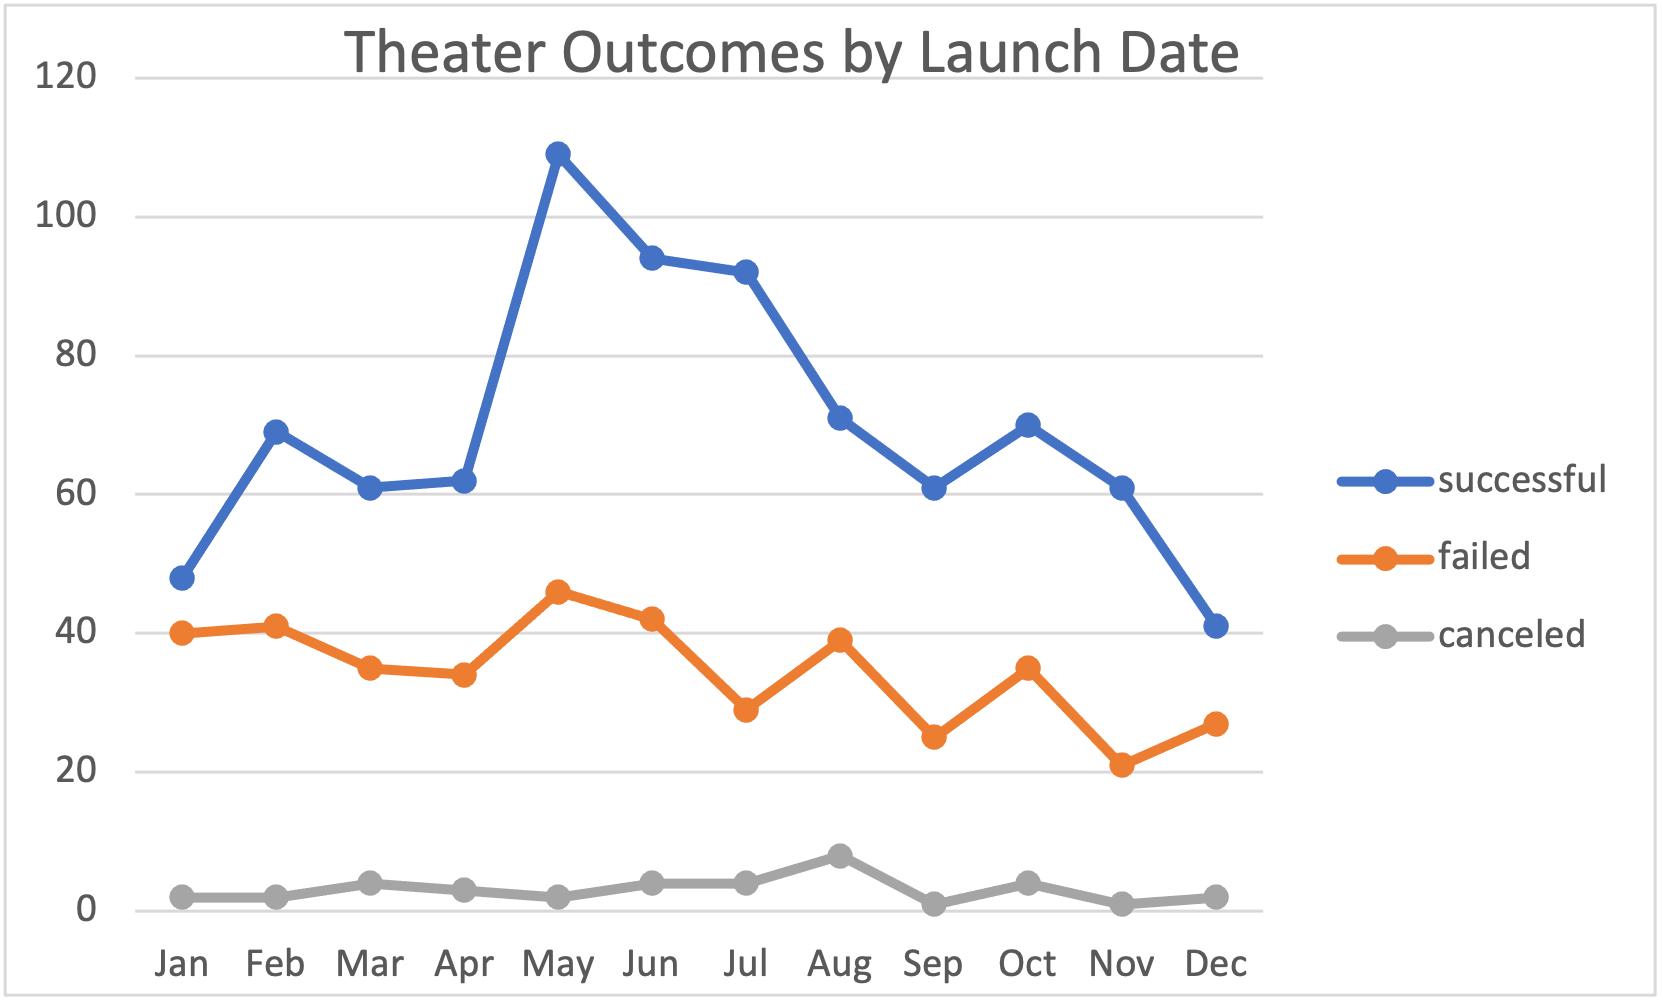 Theater Outcomes by Launch Date
120
100
80
60
40
20
0
Jan Feb Mar Apr May Jun Jul Aug Sep Oct Nov Dec
successful
failed
canceled